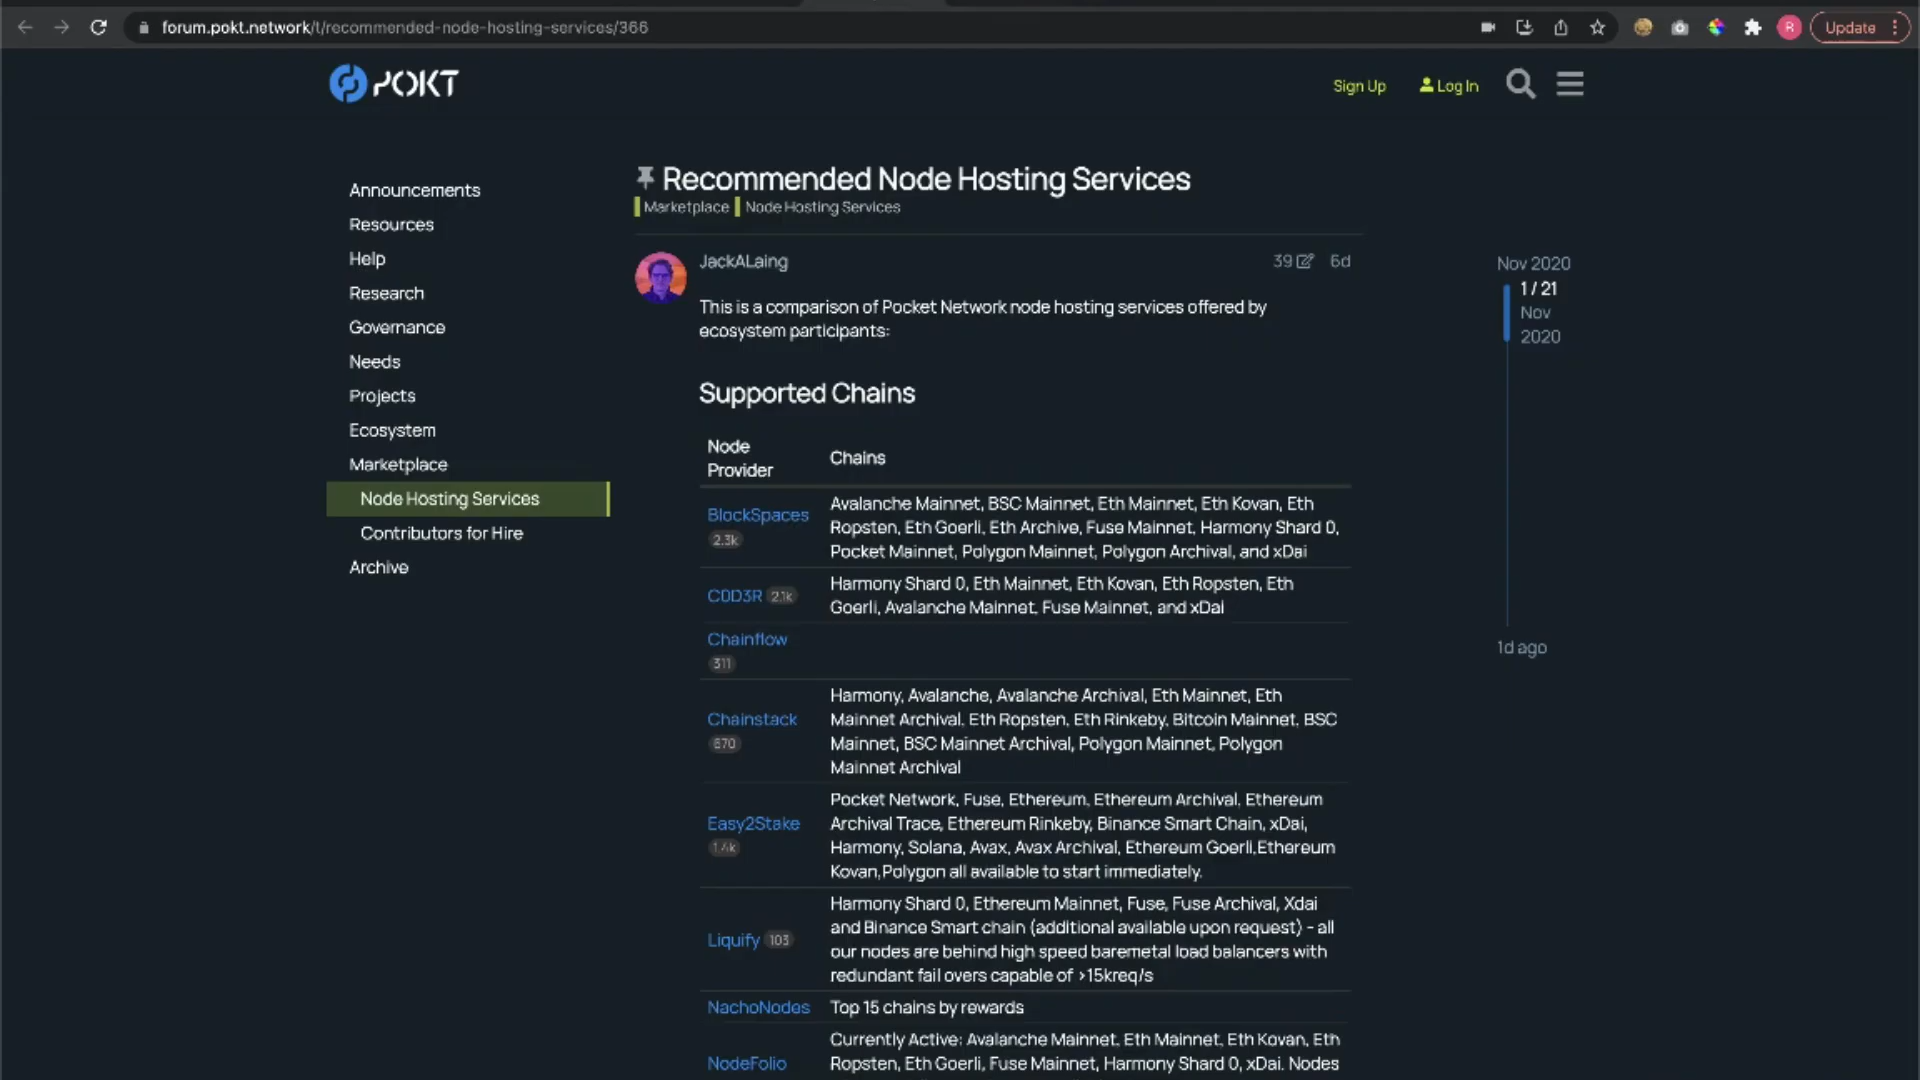 forum.pokt.network/t/recommended-node-hosting-services/366
R
Update
POKT
Sign Up
Log In
Announcements
Resources
Help
Research
Governance
Needs
Projects
Ecosystem
Marketplace
Node Hosting Services
Contributors for Hire
Archive
Recommended Node Hosting Services
Marketplace Node Hosting Services
JackALaing
39
6d
This is a comparison of Pocket Network node hosting services offered by
ecosystem participants:
Supported Chains
Node
Provider
Chains
BlockSpaces
2.3k
Avalanche Mainnet, BSC Mainnet, Eth Mainnet, Eth Kovan, Eth
Ropsten, Eth Goerli, Eth Archive, Fuse Mainnet, Harmony Shard 0,
Pocket Mainnet, Polygon Mainnet, Polygon Archival, and xDai
C0D3R 2.1k
Harmony Shard 0, Eth Mainnet, Eth Kovan, Eth Ropsten, Eth
Goerli, Avalanche Mainnet, Fuse Mainnet, and xDai
Chainflow
311
Chainstack
670
Harmony, Avalanche, Avalanche Archival, Eth Mainnet, Eth
Mainnet Archival, Eth Ropsten, Eth Rinkeby, Bitcoin Mainnet, BSC
Mainnet, BSC Mainnet Archival, Polygon Mainnet, Polygon
Mainnet Archival
Easy2Stake
1.4k
Pocket Network, Fuse, Ethereum, Ethereum Archival, Ethereum
Archival Trace, Ethereum Rinkeby, Binance Smart Chain, xDai,
Harmony, Solana, Avax, Avax Archival, Ethereum Goerli,Ethereum
Kovan,Polygon all available to start immediately.
Liquify 103
Harmony Shard 0, Ethereum Mainnet, Fuse, Fuse Archival, Xdai
and Binance Smart chain (additional available upon request) - all
our nodes are behind high speed baremetal load balancers with
redundant fail overs capable of >15kreq/s
NachoNodes
Top 15 chains by rewards
NodeFolio
Currently Active: Avalanche Mainnet, Eth Mainnet, Eth Kovan, Eth
Ropsten, Eth Goerli, Fuse Mainnet, Harmony Shard 0, xDai. Nodes
Nov 2020
1 / 21
Nov
2020
1d ago